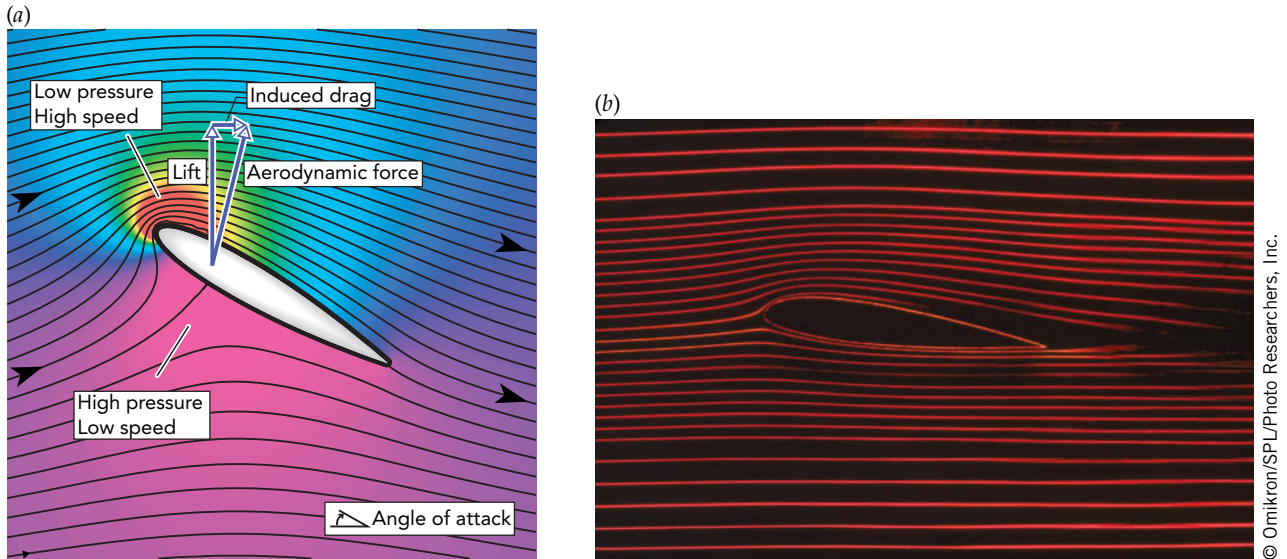 (a)
Low pressure
High speed
Induced drag
Lift
Aerodynamic force
High pressure
Low speed
Angle of attack
(b)
© Omikron/SPL/Photo Researchers, Inc.